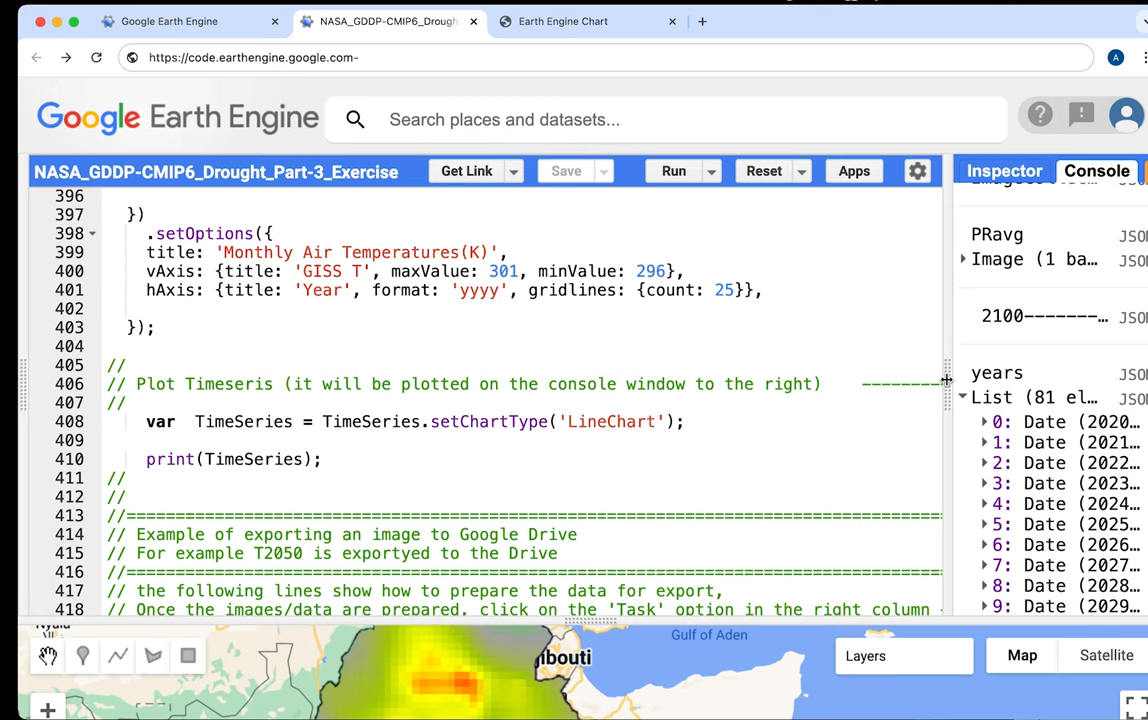 Google Earth Engine
NASA_GDDP-CMIP6_Drought
Earth Engine Chart
https://code.earthengine.google.com-
A
Google Earth Engine
Search places and datasets...
NASA_GDDP-CMIP6_Drought_Part-3_Exercise
Get Link
Save
Run
Reset
Apps
Inspector
Console
396
397 })
398 .setOptions({
399 title: 'Monthly Air Temperatures(K)',
400 vAxis: {title: 'GISS T', maxValue: 301, minValue: 296},
401 hAxis: {title: 'Year', format: 'yyyy', gridlines: {count: 25}},
402
403 });
404
405 //
406 // Plot Timeseris (it will be plotted on the console window to the right) ---------
407 //
408 var TimeSeries = TimeSeries.setChartType('LineChart');
409
410 print(TimeSeries);
411 //
412 //
413 //======================================================================================
414 // Example of exporting an image to Google Drive
415 // For example T2050 is exportyed to the Drive
416 //======================================================================================
417 // the following lines show how to prepare the data for export,
418 // Once the images/data are prepared, click on the 'Task' option in the right column -
PRavg JSO
Image (1 ba… JSO
2100-------… JSO
years JSO
List (81 el… JSO
0: Date (2020…
1: Date (2021…
2: Date (2022…
3: Date (2023…
4: Date (2024…
5: Date (2025…
6: Date (2026…
7: Date (2027…
8: Date (2028…
9: Date (2029…
Gulf of Aden
ibouti
Layers
Map
Satellite
+